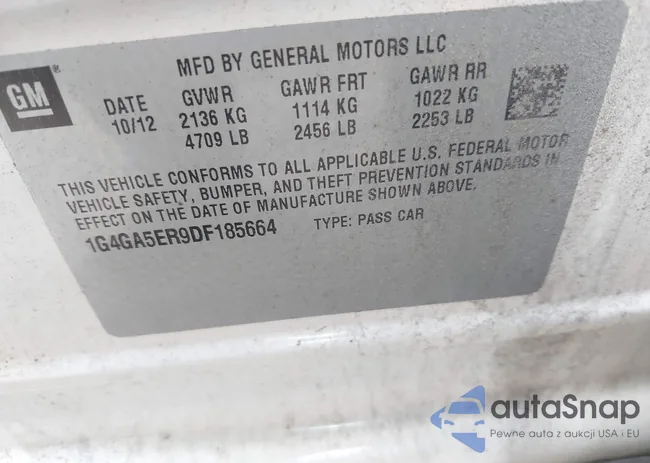 MFD BY GENERAL MOTORS LLC
GM®
DATE GVWR GAWR FRT GAWR RR
10/12 2136 KG 1114 KG 1022 KG
4709 LB 2456 LB 2253 LB
THIS VEHICLE CONFORMS TO ALL APPLICABLE U.S. FEDERAL MOTOR
VEHICLE SAFETY, BUMPER, AND THEFT PREVENTION STANDARDS IN
EFFECT ON THE DATE OF MANUFACTURE SHOWN ABOVE.
1G4GA5ER9DF185664 TYPE: PASS CAR
autaSnap
Pewne auta z aukcji USA i EU